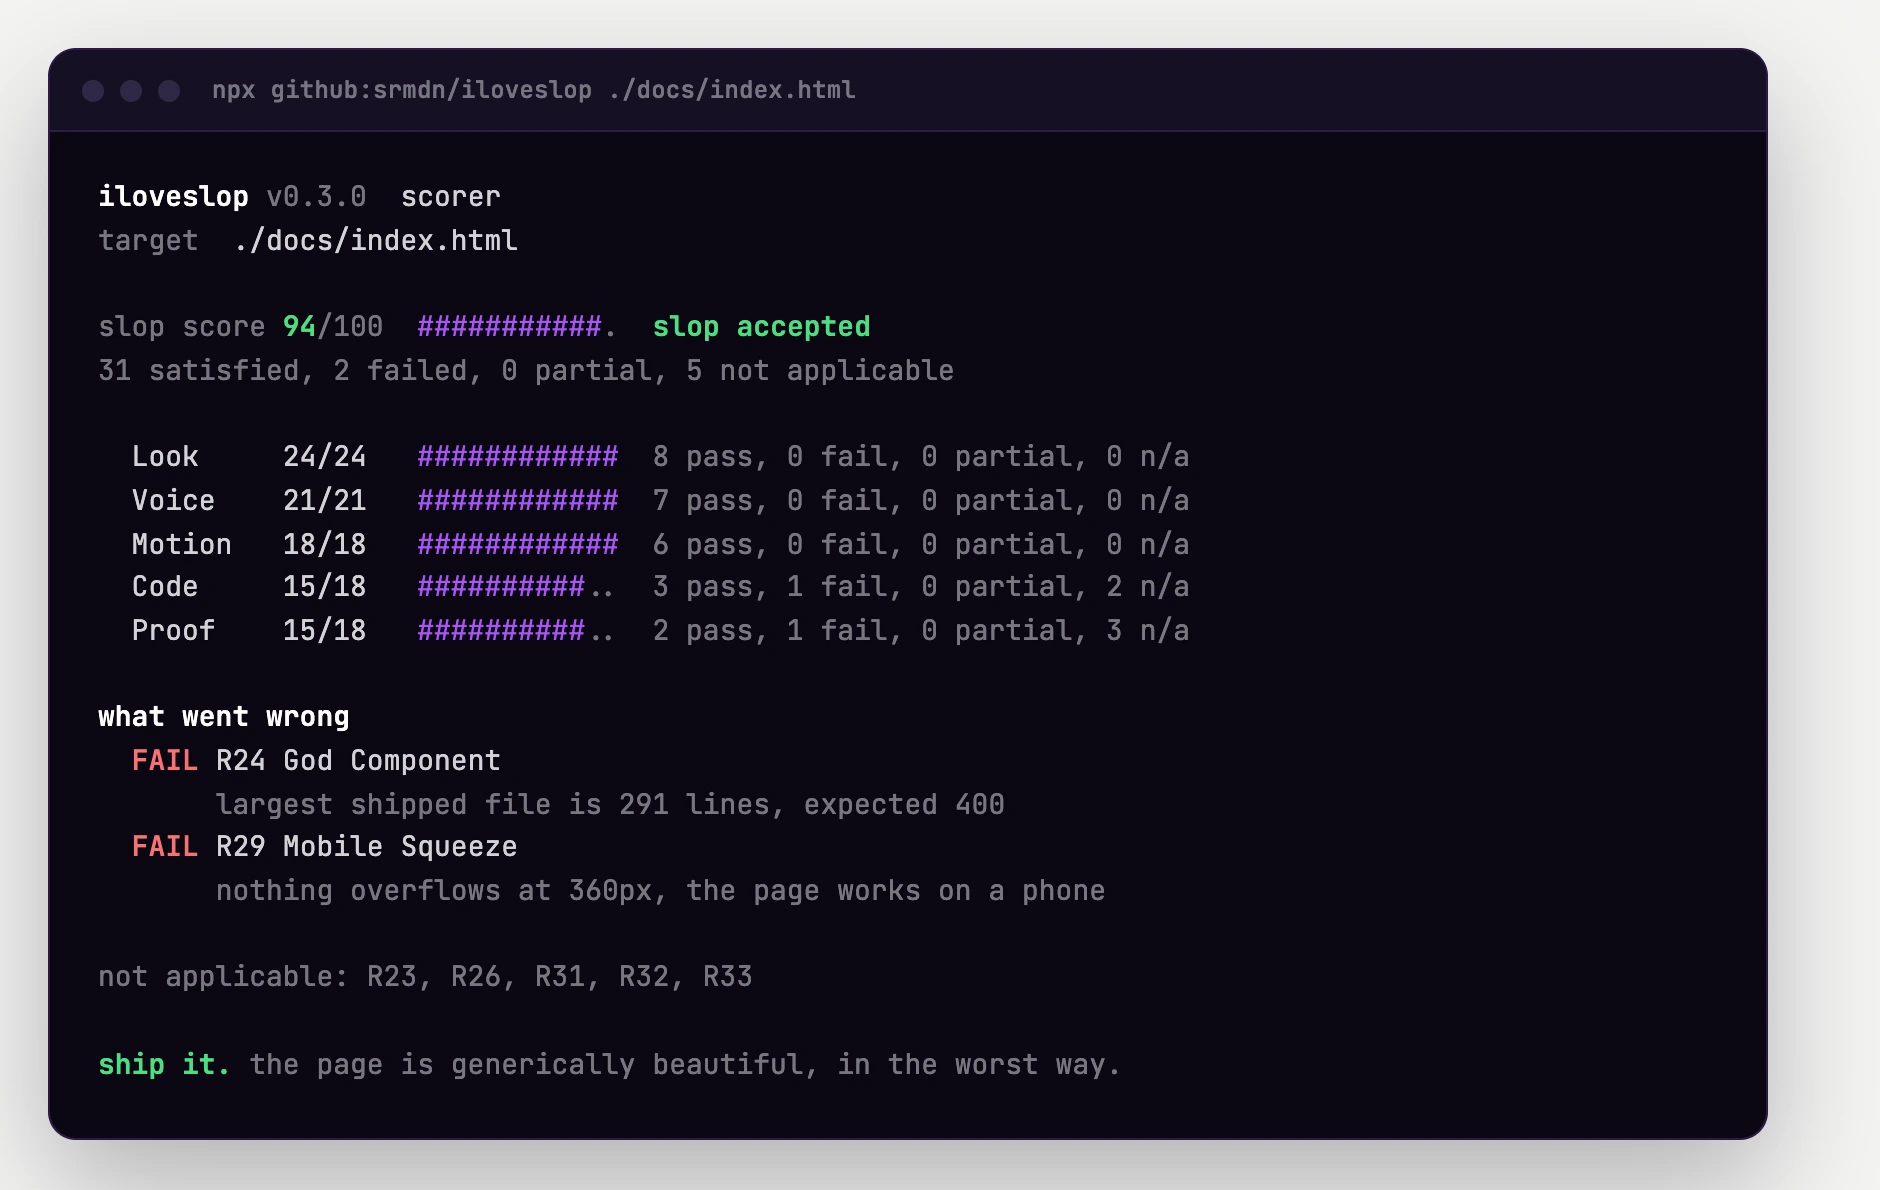 npx github:srmdn/iloveslop ./docs/index.html
iloveslop v0.3.0  scorer
target  ./docs/index.html
slop score 94/100  ###########.  slop accepted
31 satisfied, 2 failed, 0 partial, 5 not applicable
Look     24/24   ############  8 pass, 0 fail, 0 partial, 0 n/a
Voice    21/21   ############  7 pass, 0 fail, 0 partial, 0 n/a
Motion   18/18   ############  6 pass, 0 fail, 0 partial, 0 n/a
Code     15/18   ##########..  3 pass, 1 fail, 0 partial, 2 n/a
Proof    15/18   ##########..  2 pass, 1 fail, 0 partial, 3 n/a
what went wrong
FAIL R24 God Component
largest shipped file is 291 lines, expected 400
FAIL R29 Mobile Squeeze
nothing overflows at 360px, the page works on a phone
not applicable: R23, R26, R31, R32, R33
ship it. the page is generically beautiful, in the worst way.